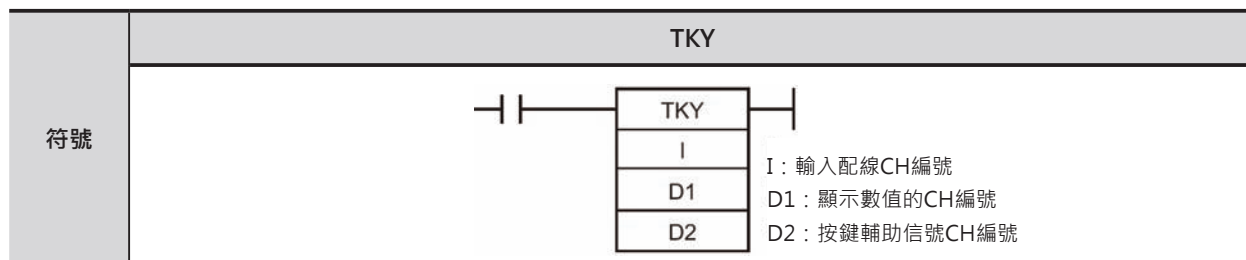 TKY
符號
TKY
I
D1
D2
I：輸入配線CH編號
D1：顯示數值的CH編號
D2：按鍵輔助信號CH編號